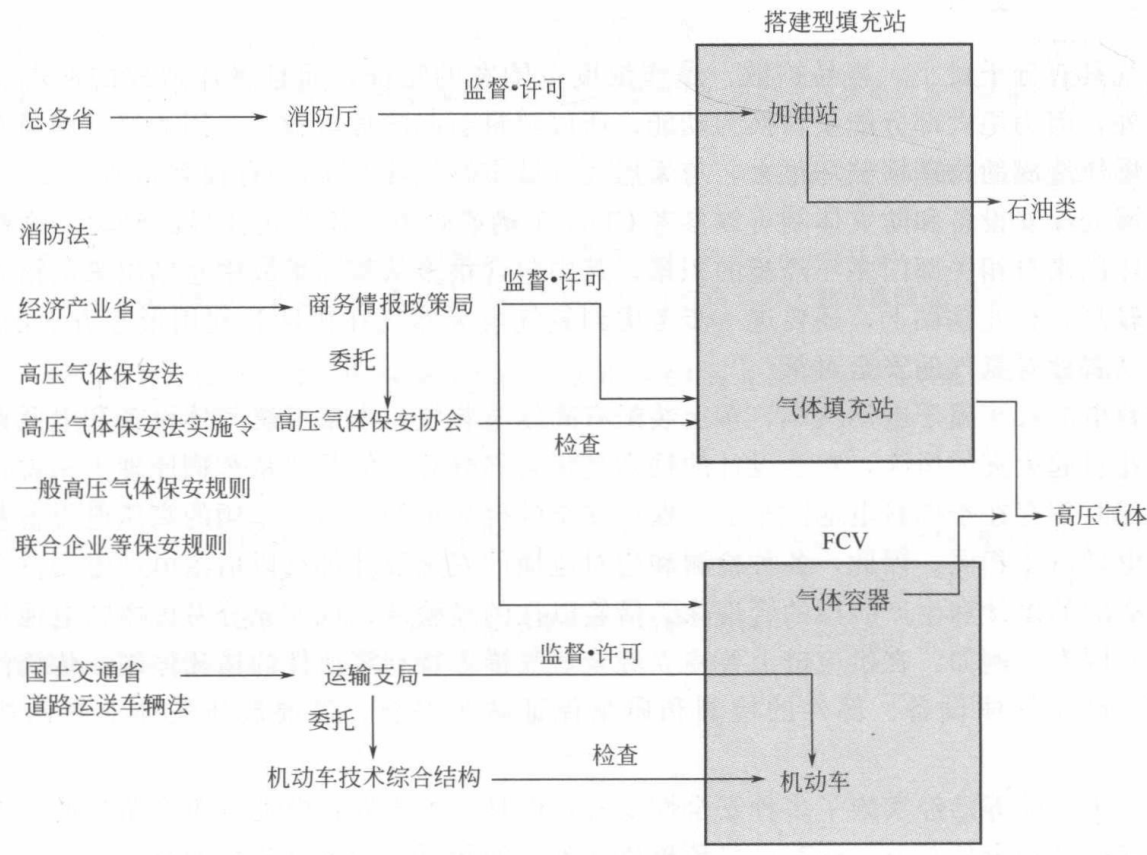 搭建型填充站
监督•许可
总务省
消防厅
加油站
石油类
消防法
监督•许可
经济产业省
商务情报政策局
委托
高压气体保安法
高压气体保安法实施令
高压气体保安协会
检查
气体填充站
一般高压气体保安规则
联合企业等保安规则
高压气体
FCV
气体容器
国土交通省
道路运送车辆法
运输支局
监督•许可
委托
机动车技术综合结构
检查
机动车